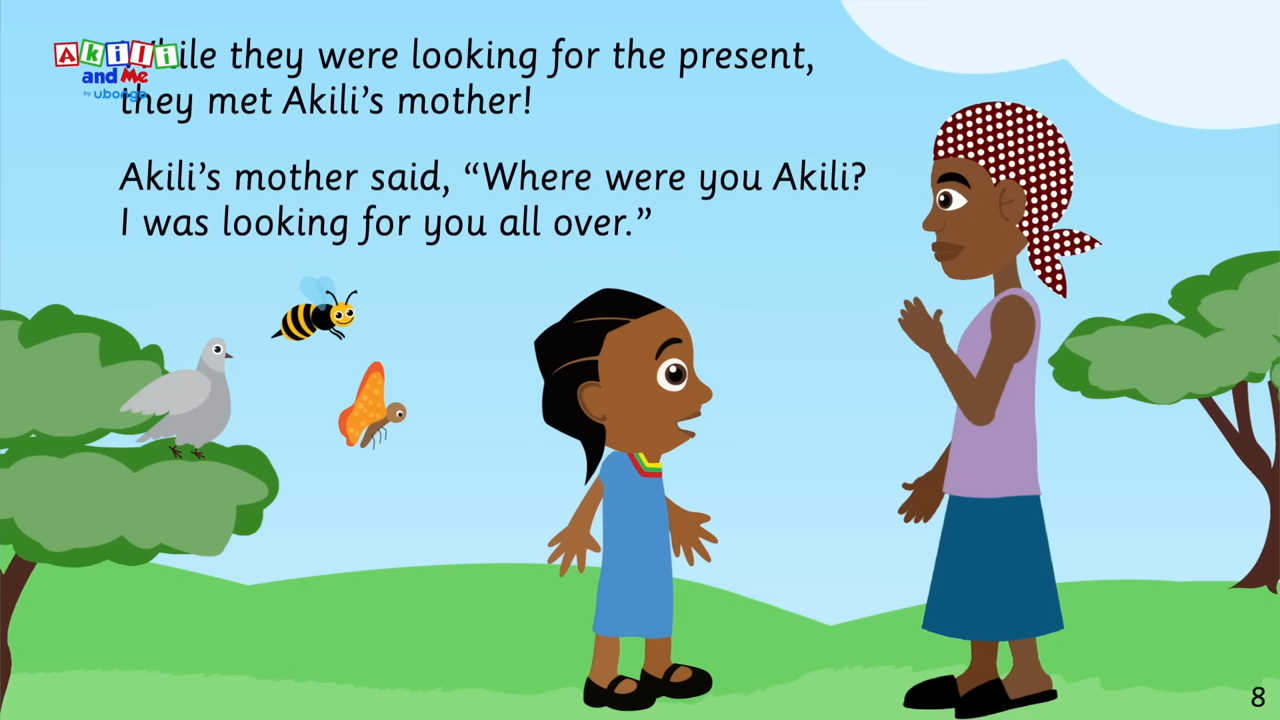 Akili
and Me
by ubongo
While they were looking for the present,
they met Akili’s mother!
Akili’s mother said, “Where were you Akili?
I was looking for you all over.”
8